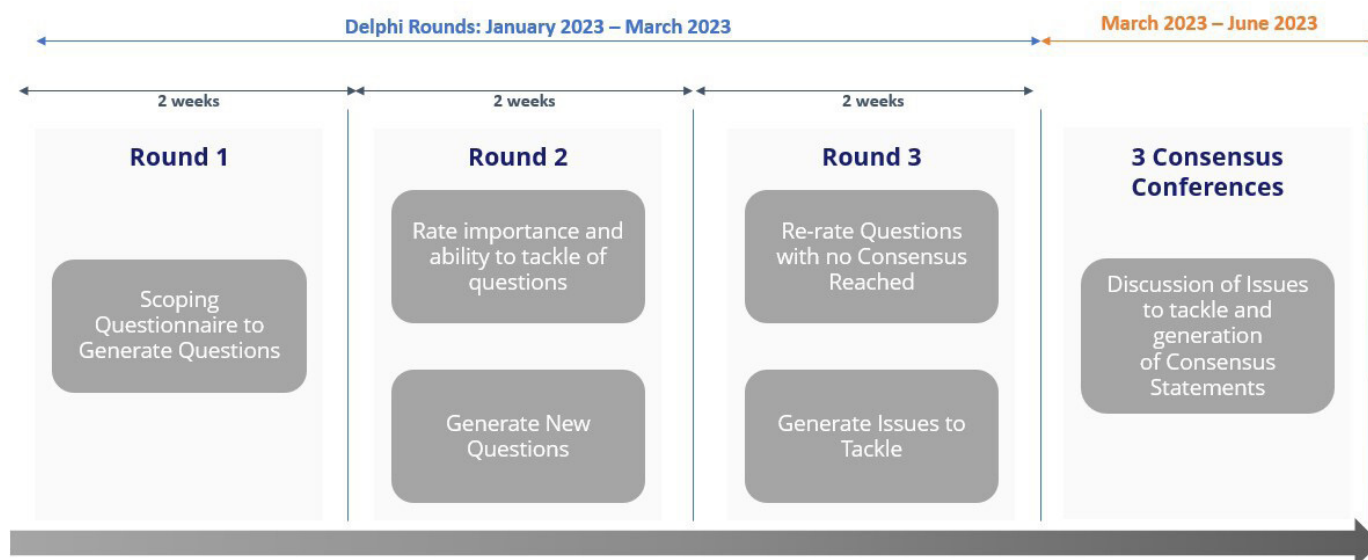 Delphi Rounds: January 2023 – March 2023
March 2023 – June 2023
2 weeks
2 weeks
2 weeks
Round 1
Scoping
Questionnaire to
Generate Questions
Round 2
Rate importance and
ability to tackle of
questions
Generate New
Questions
Round 3
Re-rate Questions
with no Consensus
Reached
Generate Issues to
Tackle
3 Consensus
Conferences
Discussion of Issues
to tackle and
generation
of Consensus
Statements